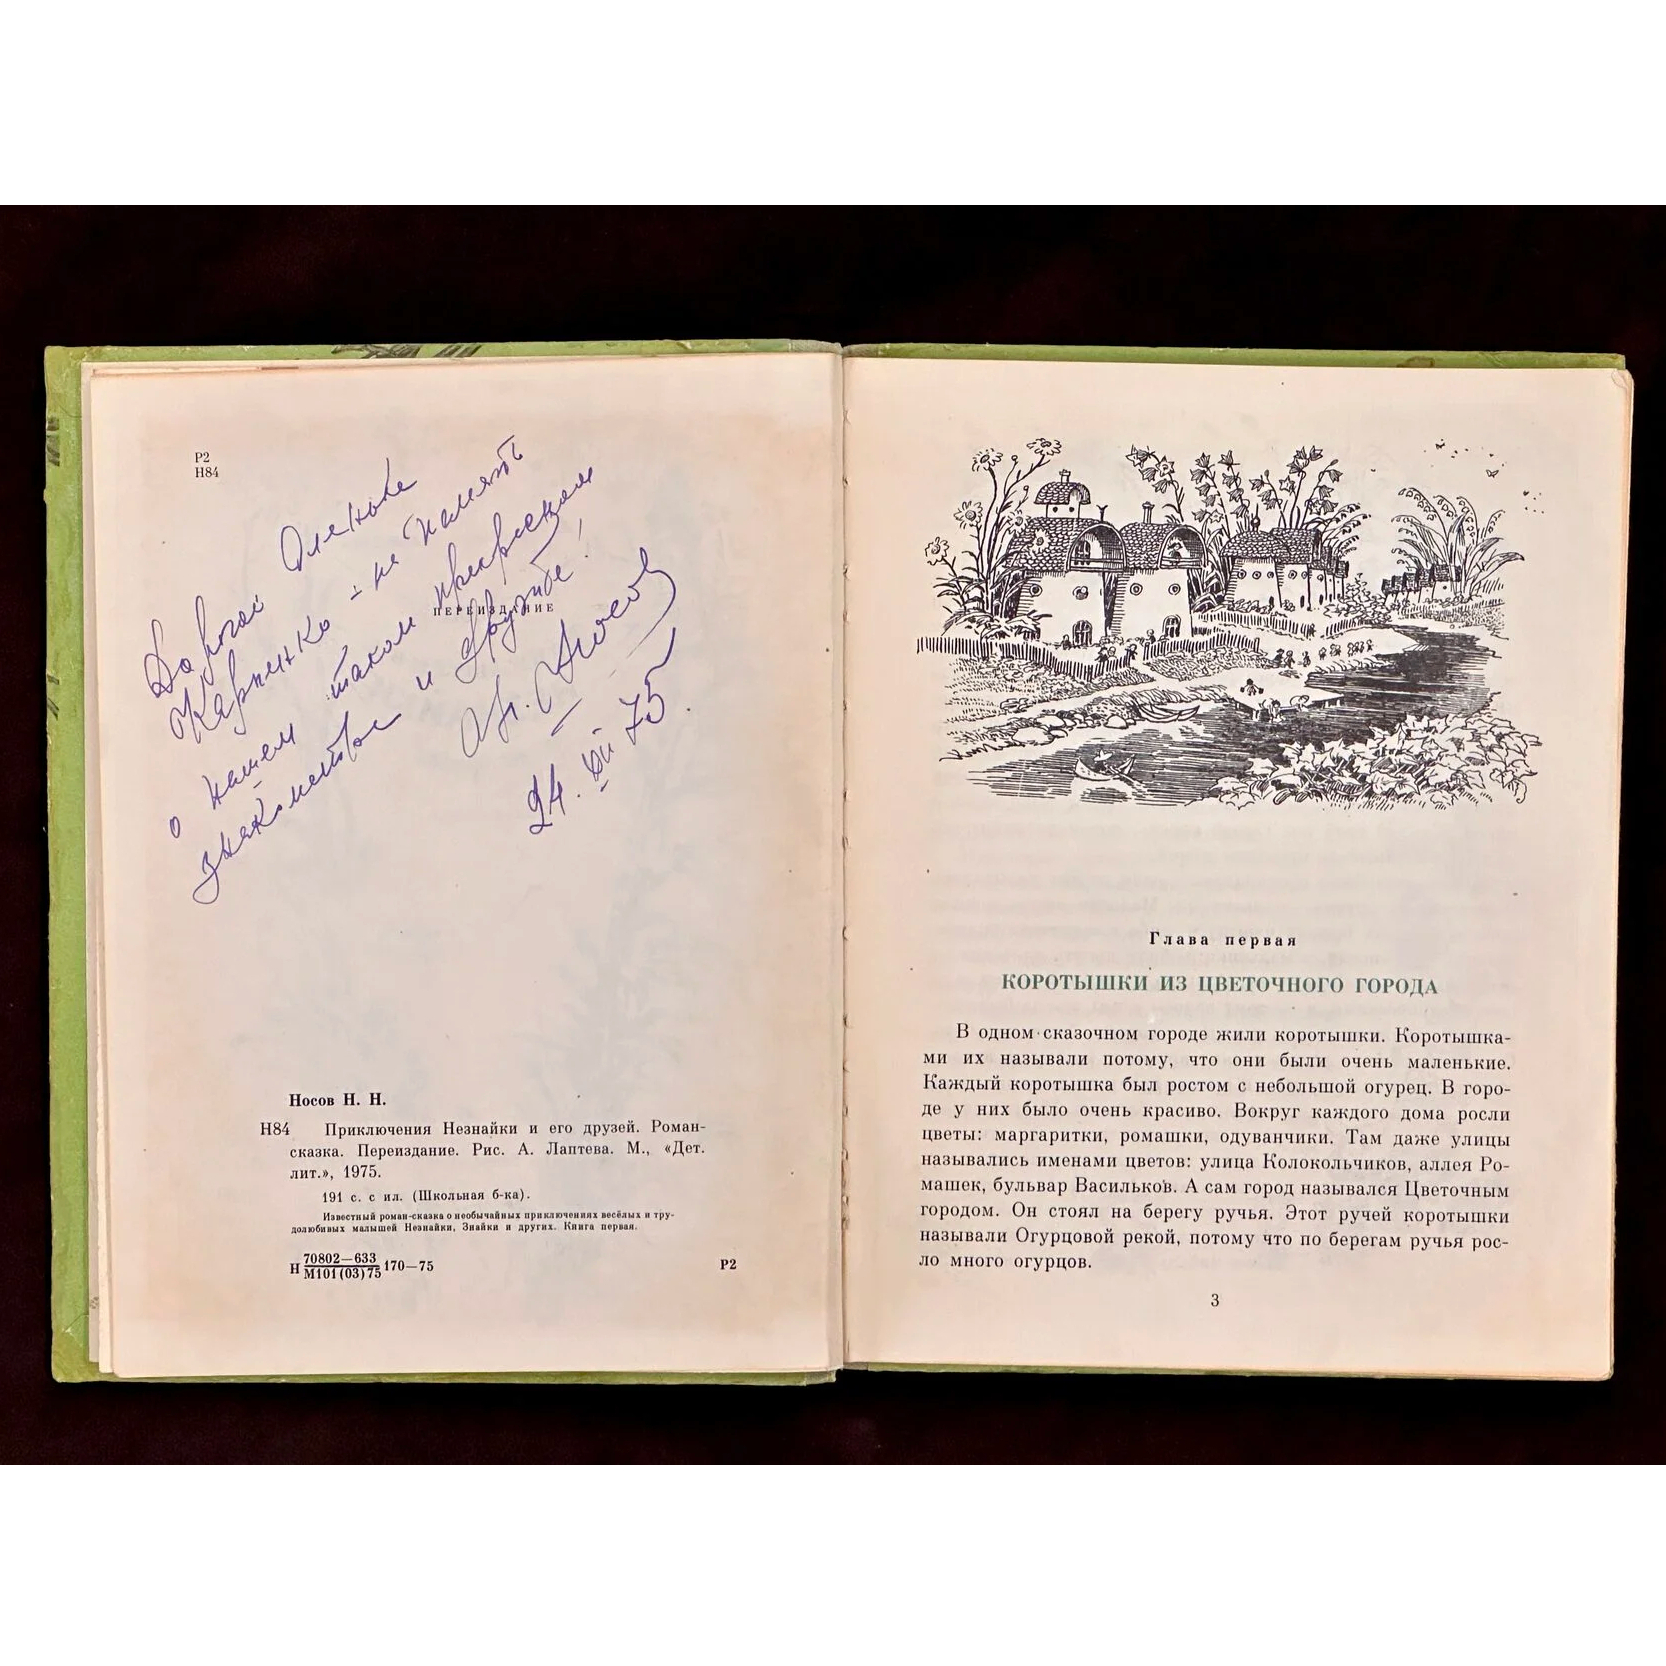 Р2
Н84
Дорогой Оленьке
Карпенко – на память
о нашем таком прекрасном
знакомстве и дружбе!
Ник. Носов
24. XII 75.
ПЕРЕИЗДАНИЕ
Носов Н. Н.
Н84 Приключения Незнайки и его друзей. Роман-
сказка. Переиздание. Рис. А. Лаптева. М., «Дет.
лит.», 1975.
191 с. с ил. (Школьная б-ка).
Известный роман-сказка о необычайных приключениях весёлых и тру-
долюбивых малышей Незнайки, Знайки и других. Книга первая.
Н 70802—633
М101(03)75 170—75
Р2
Глава первая
КОРОТЫШКИ ИЗ ЦВЕТОЧНОГО ГОРОДА
В одном сказочном городе жили коротышки. Коротышка-
ми их называли потому, что они были очень маленькие.
Каждый коротышка был ростом с небольшой огурец. В горо-
де у них было очень красиво. Вокруг каждого дома росли
цветы: маргаритки, ромашки, одуванчики. Там даже улицы
назывались именами цветов: улица Колокольчиков, аллея Ро-
машек, бульвар Васильков. А сам город назывался Цветочным
городом. Он стоял на берегу ручья. Этот ручей коротышки
называли Огурцовой рекой, потому что по берегам ручья рос-
ло много огурцов.
3